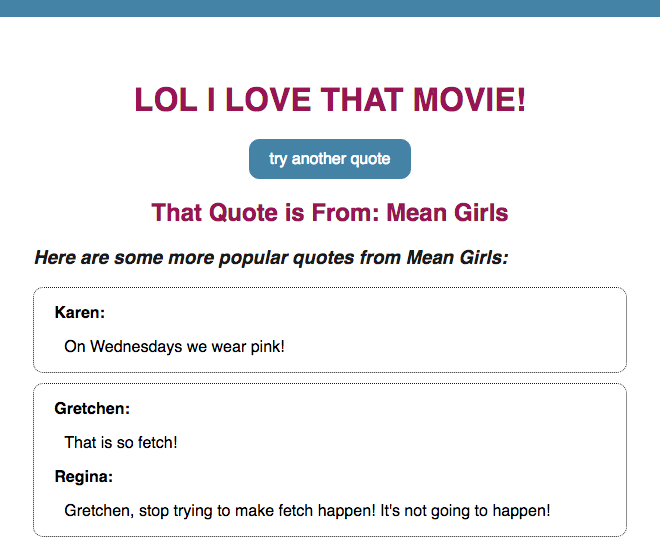 LOL I LOVE THAT MOVIE!
try another quote
That Quote is From: Mean Girls
Here are some more popular quotes from Mean Girls:
Karen:
On Wednesdays we wear pink!
Gretchen:
That is so fetch!
Regina:
Gretchen, stop trying to make fetch happen! It's not going to happen!